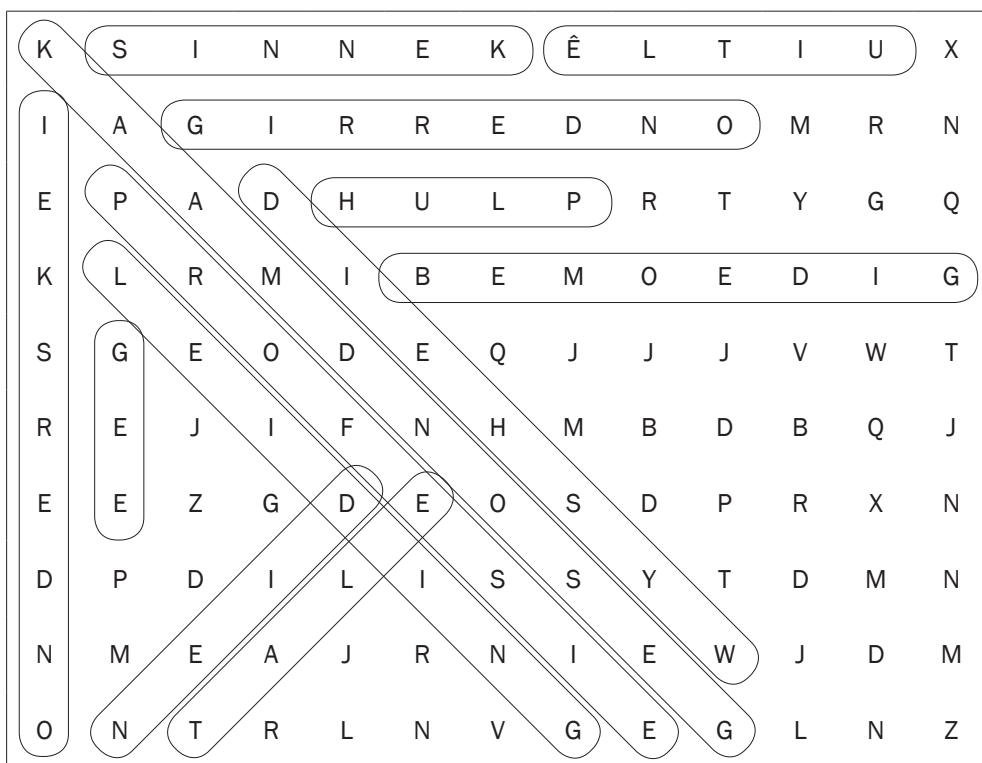 K S I N N E K Ê L T I U X
I A G I R R E D N O M R N
E P A D H U L P R T Y G Q
K L R M I B E M O E D I G
S G E O D E Q J J J V W T
R E J I F N H M B D B Q J
E E Z G D E O S D P R X N
D P D I L I S S Y T D M N
N M E A J R N I E W J D M
O N T R L N V G E G L N Z